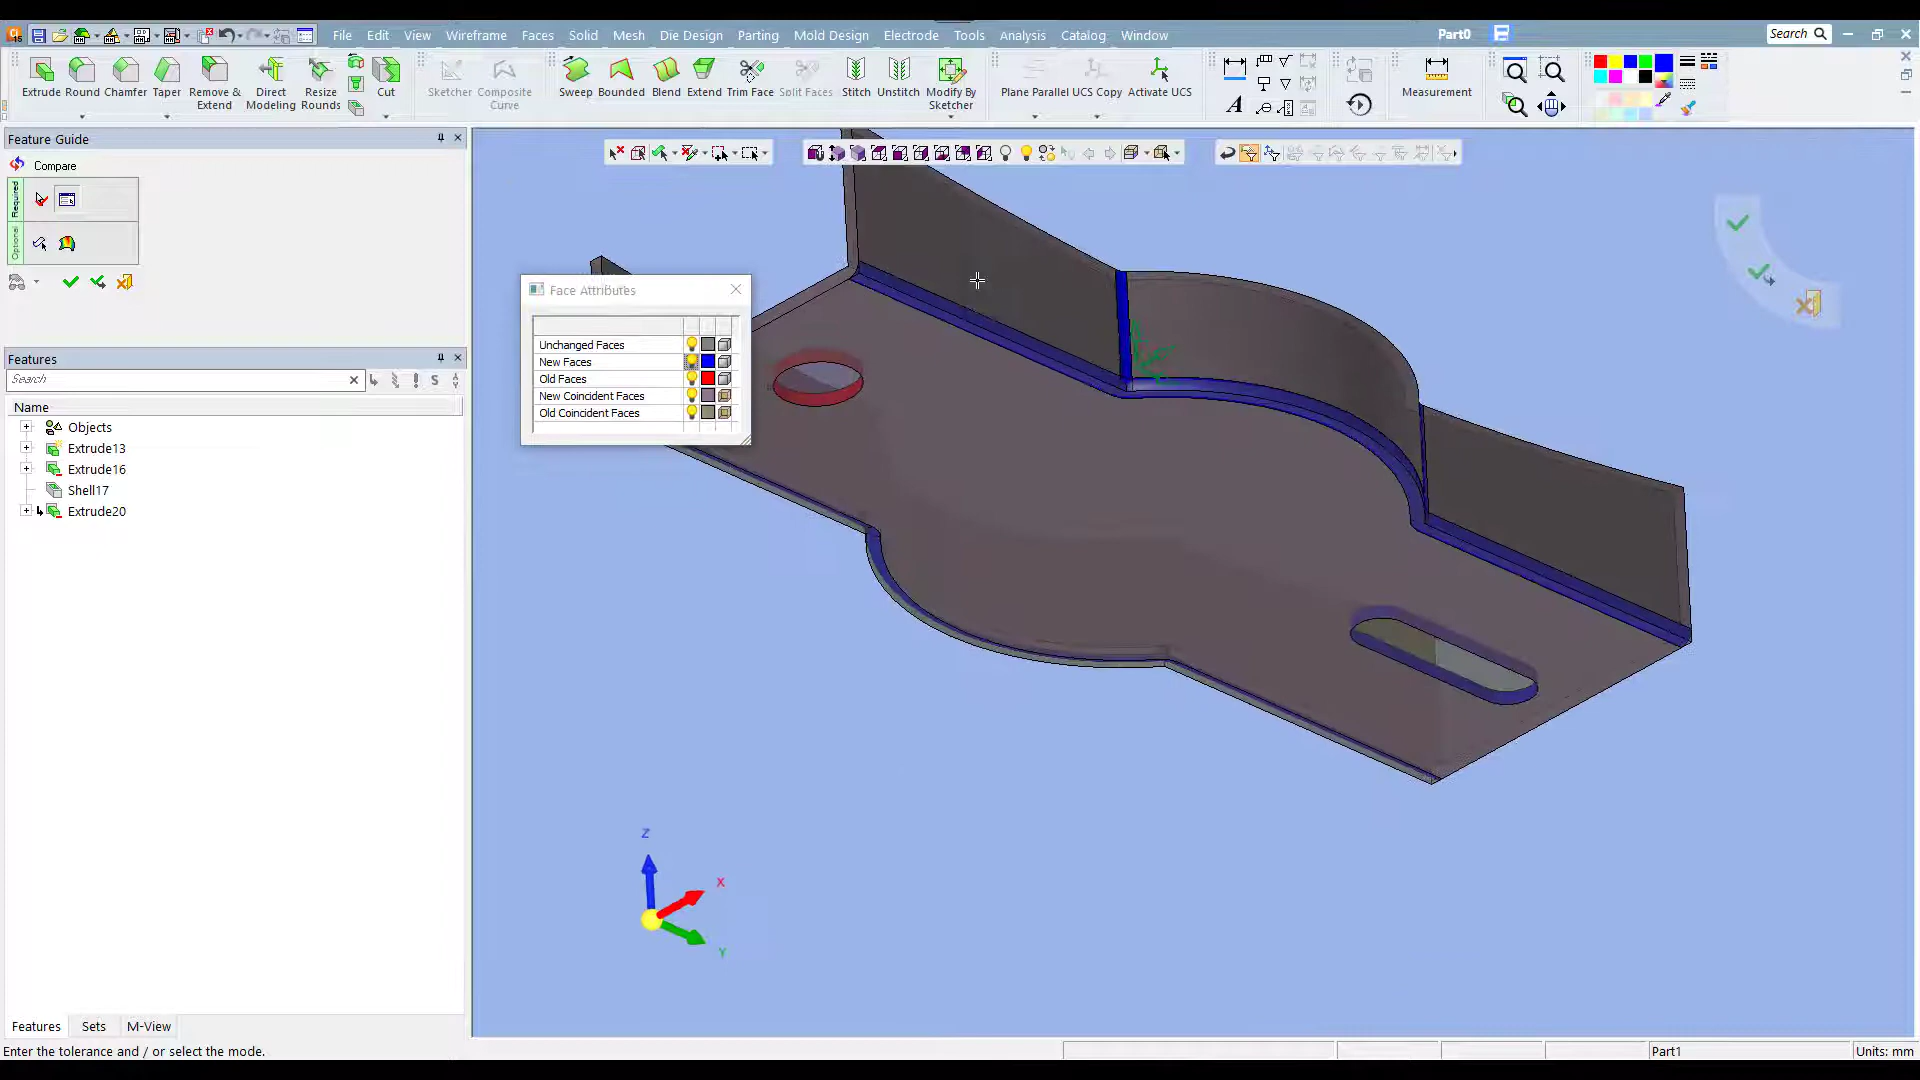 File Edit View Wireframe Faces Solid Mesh Die Design Parting Mold Design Electrode Tools Analysis Catalog Window Part0 Search
Extrude Round Chamfer Taper Remove & Extend Direct Modeling Resize Rounds Cut Sketcher Composite Curve Sweep Bounded Blend Extend Trim Face Split Faces Stitch Unstitch Modify By Sketcher Plane Parallel UCS Copy Activate UCS A Measurement
Feature Guide
Compare
Required
Optional
Features
Search
S
Name
Objects
Extrude13
Extrude16
Shell17
Extrude20
Face Attributes
Unchanged Faces
New Faces
Old Faces
New Coincident Faces
Old Coincident Faces
Z
X
Y
Features Sets M-View
Enter the tolerance and / or select the mode. Part1 Units: mm